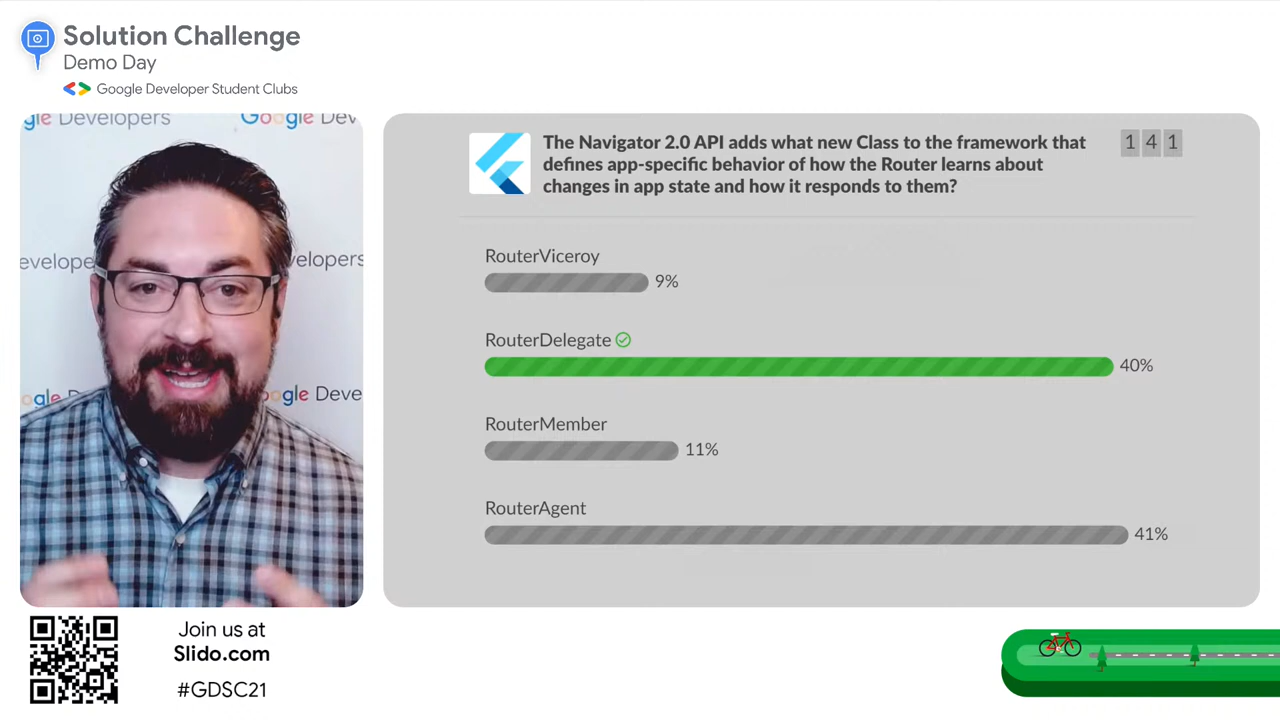 Solution Challenge
Demo Day
Google Developer Student Clubs
gle Developers
Google Dev
evelope
velopers
ogle D
oogle Deve
The Navigator 2.0 API adds what new Class to the framework that
defines app-specific behavior of how the Router learns about
changes in app state and how it responds to them?
1 4 1
RouterViceroy
9%
RouterDelegate
40%
RouterMember
11%
RouterAgent
41%
Join us at
Slido.com
#GDSC21